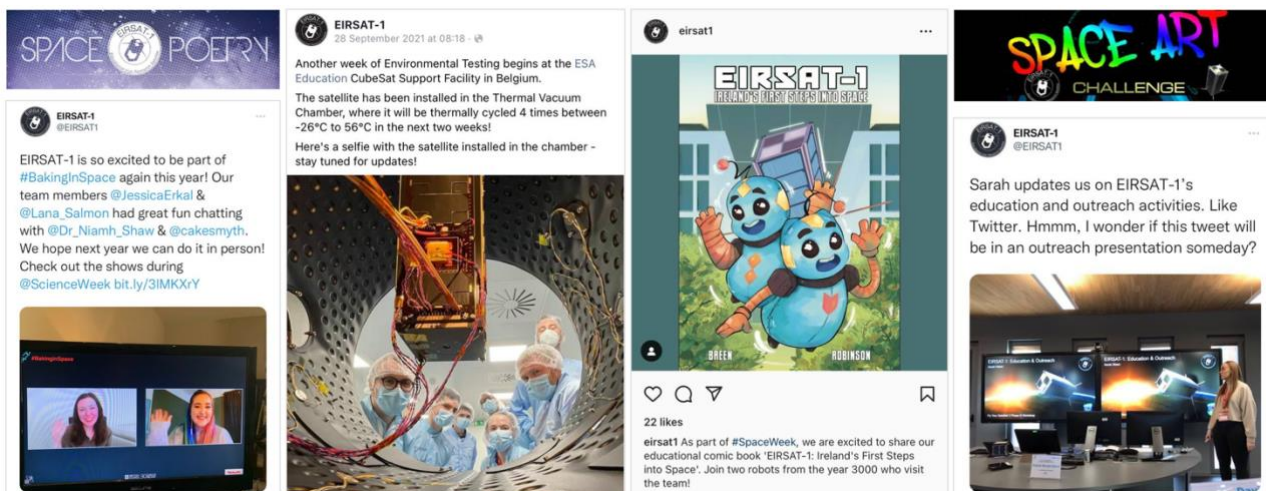 SPACE EIRSAT-1 POETRY
EIRSAT-1
@EIRSAT1
EIRSAT-1 is so excited to be part of
#BakingInSpace again this year! Our
team members @JessicaErkal &
@Lana_Salmon had great fun chatting
with @Dr_Niamh_Shaw & @cakesmyth.
We hope next year we can do it in person!
Check out the shows during
@ScienceWeek bit.ly/3lMKXrY
#BakingInSpace
EIRSAT-1
28 September 2021 at 08:18 ·
Another week of Environmental Testing begins at the ESA
Education CubeSat Support Facility in Belgium.
The satellite has been installed in the Thermal Vacuum
Chamber, where it will be thermally cycled 4 times between
-26°C to 56°C in the next two weeks!
Here's a selfie with the satellite installed in the chamber -
stay tuned for updates!
eirsat1
EIRSAT-1
IRELAND'S FIRST STEPS INTO SPACE
BREEN ROBINSON
22 likes
eirsat1 As part of #SpaceWeek, we are excited to share our
educational comic book 'EIRSAT-1: Ireland's First Steps
into Space'. Join two robots from the year 3000 who visit
the team!
SPACE ART
CHALLENGE
EIRSAT-1
@EIRSAT1
Sarah updates us on EIRSAT-1's
education and outreach activities. Like
Twitter. Hmmm, I wonder if this tweet will
be in an outreach presentation someday?
EIRSAT-1: Education & Outreach
EIRSAT-1: Education & Outreach